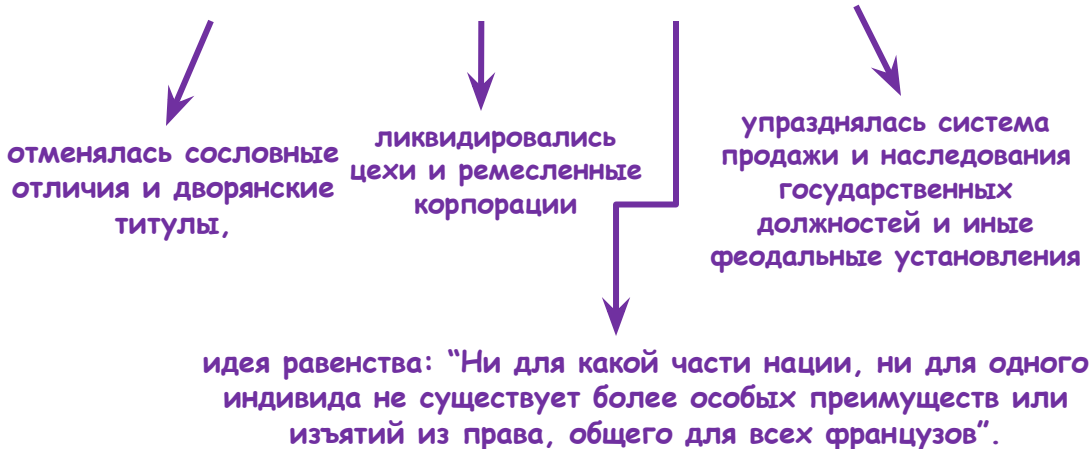 отменялась сословные
отличия и дворянские
титулы,
ликвидировались
цехи и ремесленные
корпорации
упразднялась система
продажи и наследования
государственных
должностей и иные
феодальные установления
идея равенства: “Ни для какой части нации, ни для одного
индивида не существует более особых преимуществ или
изъятий из права, общего для всех французов”.